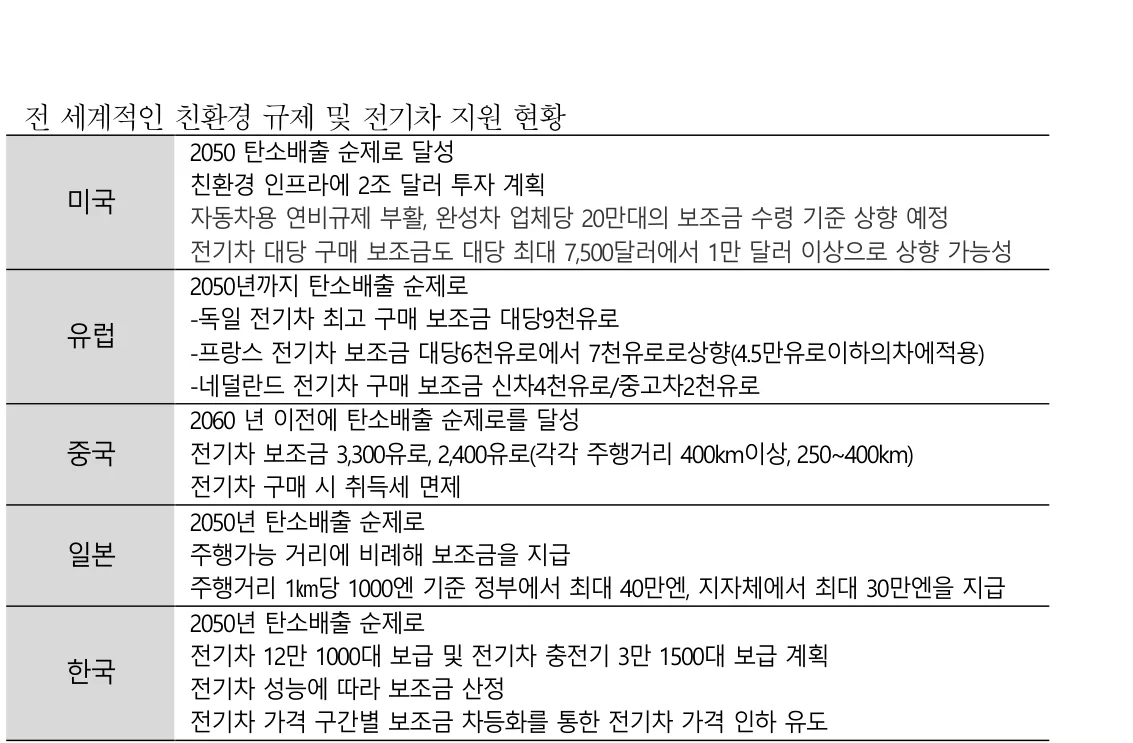 전 세계적인 친환경 규제 및 전기차 지원 현황
미국
2050 탄소배출 순제로 달성
친환경 인프라에 2조 달러 투자 계획
자동차용 연비규제 부활, 완성차 업체당 20만대의 보조금 수령 기준 상향 예정
전기차 대당 구매 보조금도 대당 최대 7,500달러에서 1만 달러 이상으로 상향 가능성
유럽
2050년까지 탄소배출 순제로
-독일 전기차 최고 구매 보조금 대당9천유로
-프랑스 전기차 보조금 대당6천유로에서 7천유로로상향(4.5만유로이하의차에적용)
-네덜란드 전기차 구매 보조금 신차4천유로/중고차2천유로
중국
2060 년 이전에 탄소배출 순제로를 달성
전기차 보조금 3,300유로, 2,400유로(각각 주행거리 400km이상, 250~400km)
전기차 구매 시 취득세 면제
일본
2050년 탄소배출 순제로
주행가능 거리에 비례해 보조금을 지급
주행거리 1㎞당 1000엔 기준 정부에서 최대 40만엔, 지자체에서 최대 30만엔을 지급
한국
2050년 탄소배출 순제로
전기차 12만 1000대 보급 및 전기차 충전기 3만 1500대 보급 계획
전기차 성능에 따라 보조금 산정
전기차 가격 구간별 보조금 차등화를 통한 전기차 가격 인하 유도